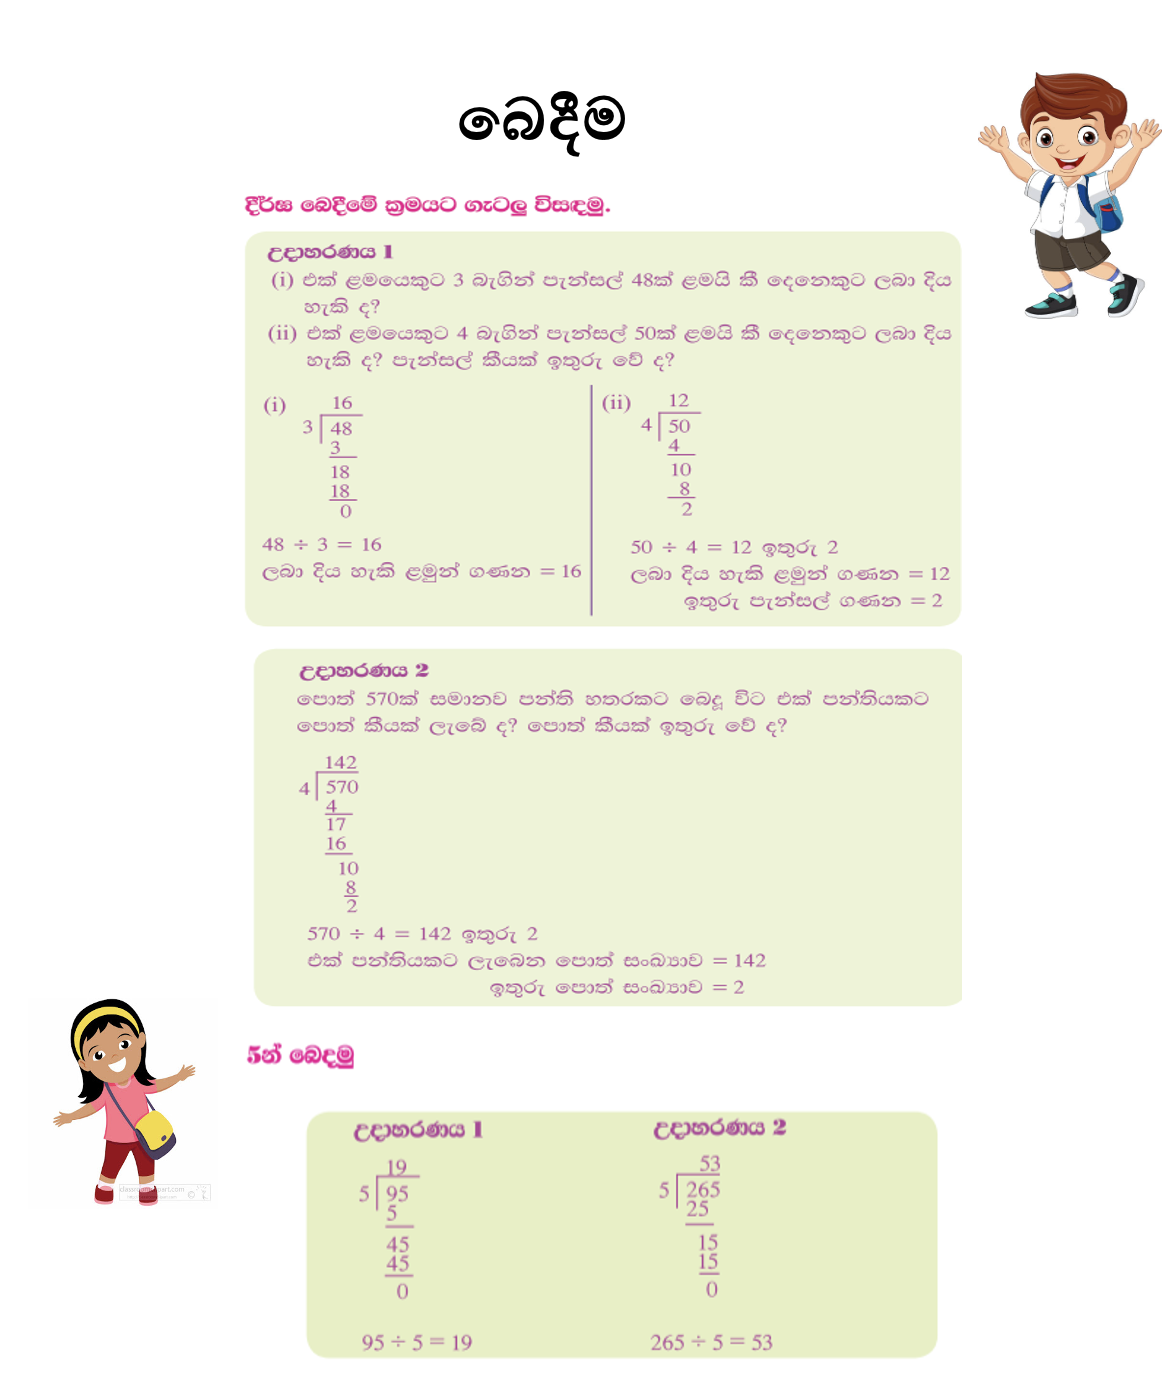 බෙදීම
දීර්ඝ බෙදීමේ ක්‍රමයට ගැටලු විසඳමු.
උදාහරණය 1
(i) එක් ළමයෙකුට 3 බැගින් පැන්සල් 48ක් ළමයි කී දෙනෙකුට ලබා දිය
හැකි ද?
(ii) එක් ළමයෙකුට 4 බැගින් පැන්සල් 50ක් ළමයි කී දෙනෙකුට ලබා දිය
හැකි ද? පැන්සල් කීයක් ඉතුරු වේ ද?
(i)
16
3 48
3
18
18
0
48 ÷ 3 = 16
ලබා දිය හැකි ළමුන් ගණන = 16
(ii)
12
4 50
4
10
8
2
50 ÷ 4 = 12 ඉතුරු 2
ලබා දිය හැකි ළමුන් ගණන = 12
ඉතුරු පැන්සල් ගණන = 2
උදාහරණය 2
පොත් 570ක් සමානව පන්ති හතරකට බෙදූ විට එක් පන්තියකට
පොත් කීයක් ලැබේ ද? පොත් කීයක් ඉතුරු වේ ද?
142
4 570
4
17
16
10
8
2
570 ÷ 4 = 142 ඉතුරු 2
එක් පන්තියකට ලැබෙන පොත් සංඛ්‍යාව = 142
ඉතුරු පොත් සංඛ්‍යාව = 2
5න් බෙදමු
උදාහරණය 1
19
5 95
5
45
45
0
95 ÷ 5 = 19
උදාහරණය 2
53
5 265
25
15
15
0
265 ÷ 5 = 53